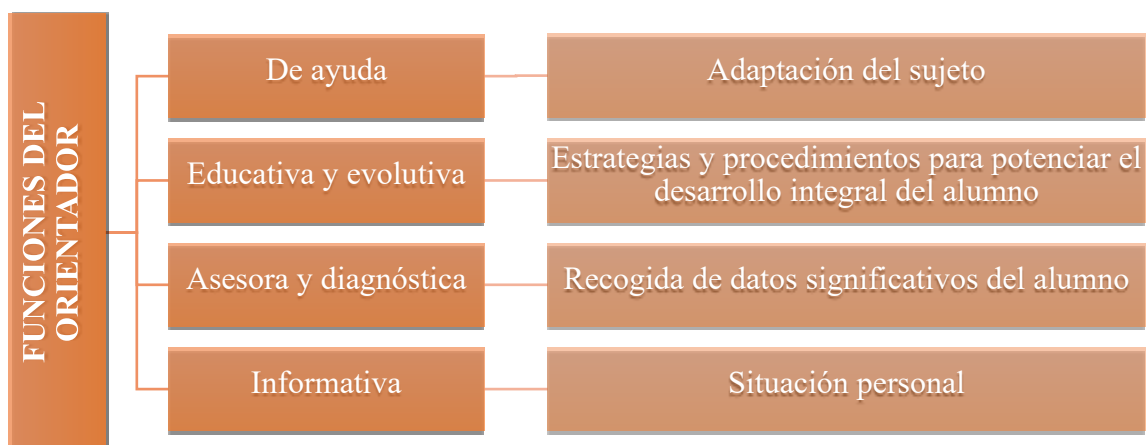 FUNCIONES DEL
ORIENTADOR
De ayuda
Adaptación del sujeto
Educativa y evolutiva
Estrategias y procedimientos para potenciar el
desarrollo integral del alumno
Asesora y diagnóstica
Recogida de datos significativos del alumno
Informativa
Situación personal